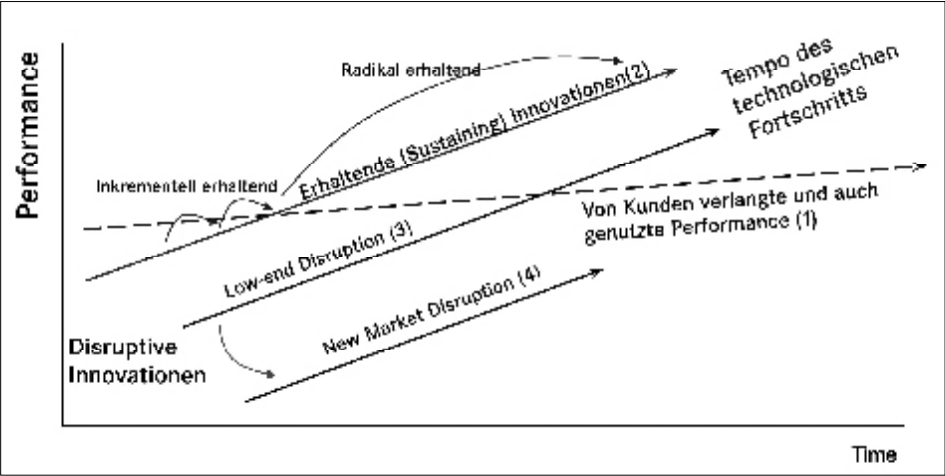 Performance
Radikal erhaltend
Erhaltende (Sustaining) Innovationen(2)
Tempo des
technologischen
Fortschritts
Inkrementell erhaltend
Von Kunden verlangte und auch
genutzte Performance (1)
Low-end Disruption (3)
New Market Disruption (4)
Disruptive
Innovationen
Time